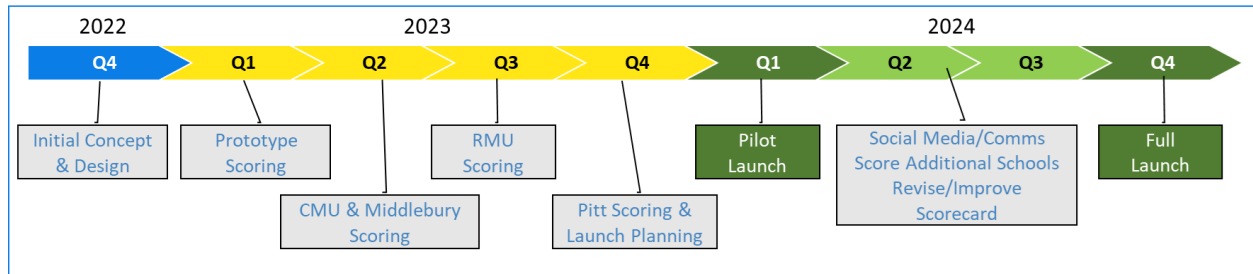 2022
2023
2024
Q4
Q1
Q2
Q3
Q4
Q1
Q2
Q3
Q4
Initial Concept
& Design
Prototype
Scoring
CMU & Middlebury
Scoring
RMU
Scoring
Pitt Scoring &
Launch Planning
Pilot
Launch
Social Media/Comms
Score Additional Schools
Revise/Improve
Scorecard
Full
Launch